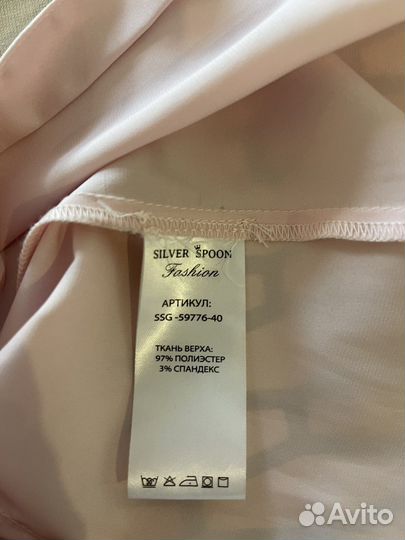 SILVER SPOON
Fashion
АРТИКУЛ:
SSG -59776-40
ТКАНЬ ВЕРХА:
97% ПОЛИЭСТЕР
3% СПАНДЕКС
Avito